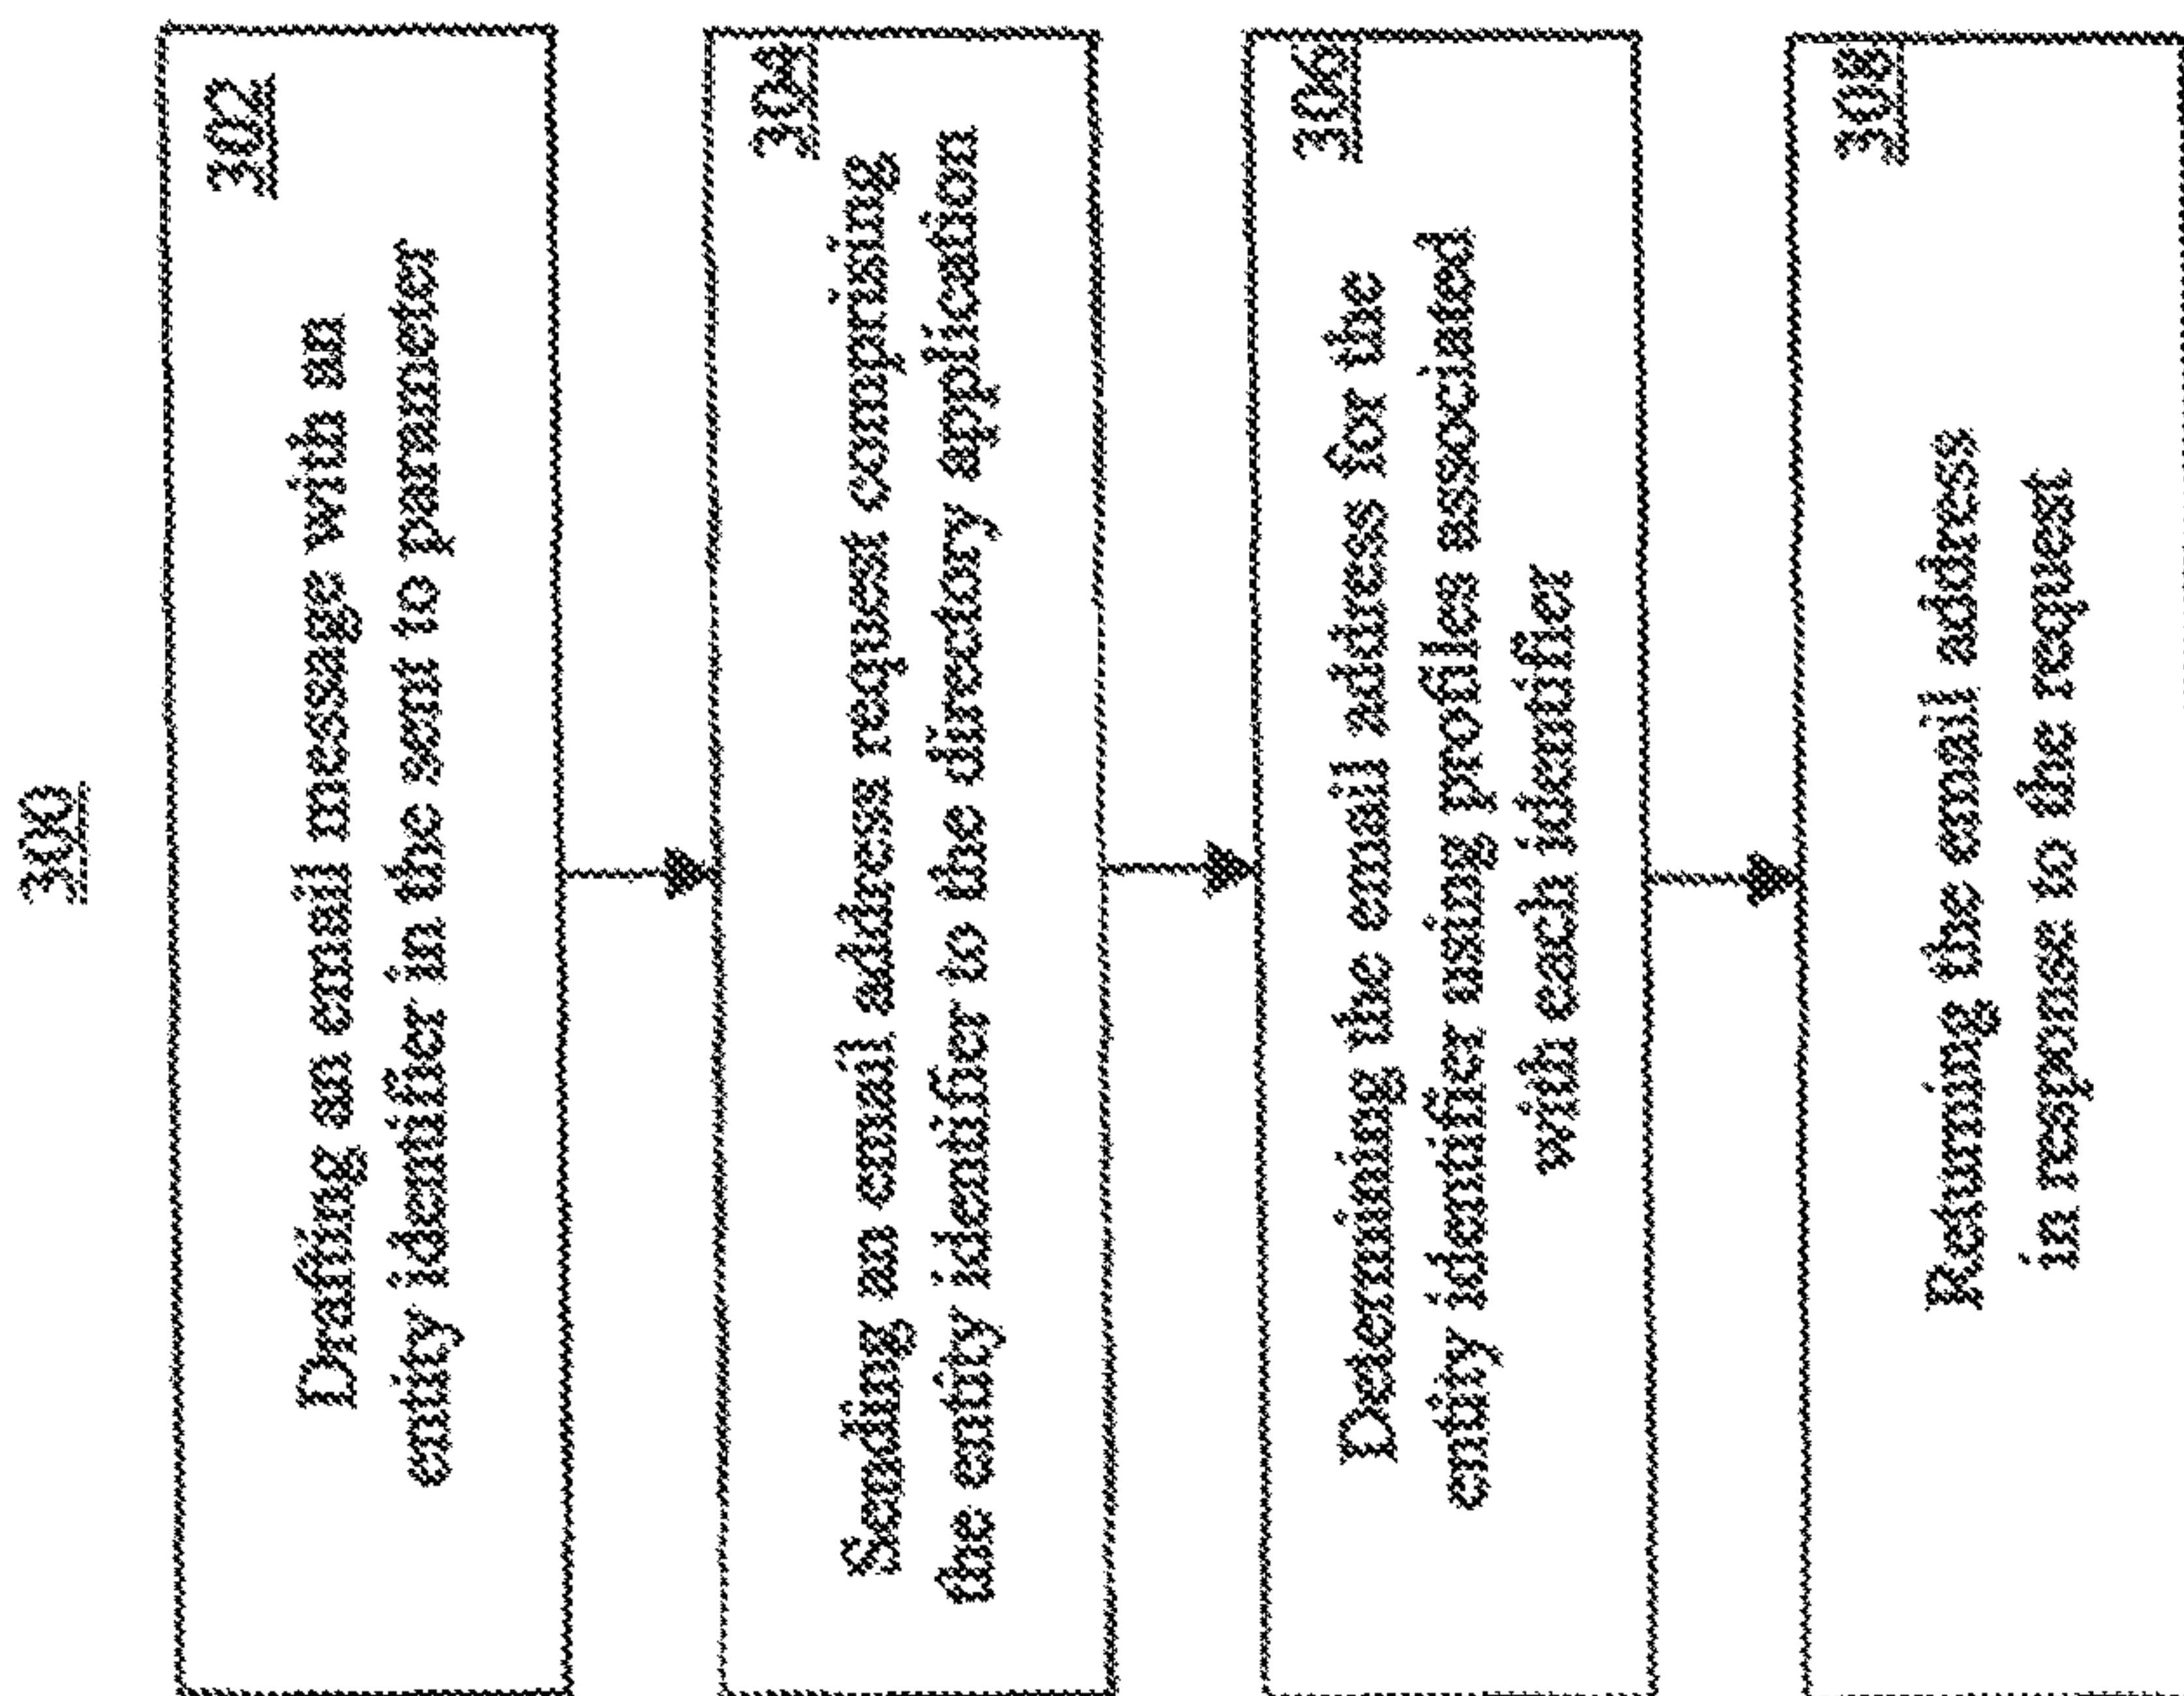 300
302
Drafting an email message with an
entity identifier in the sent to parameter
304
Sending an email address request comprising
the entity identifier to the directory application
306
Determining the email address for the
entity identifier using profiles associated
with each identifier
308
Returning the email address
in response to the request